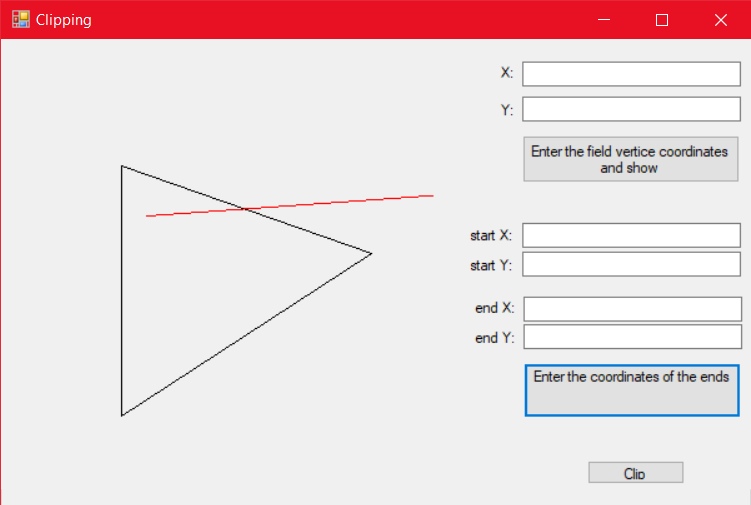 Clipping
X:
Y:
Enter the field vertice coordinates
and show
start X:
start Y:
end X:
end Y:
Enter the coordinates of the ends
Clip